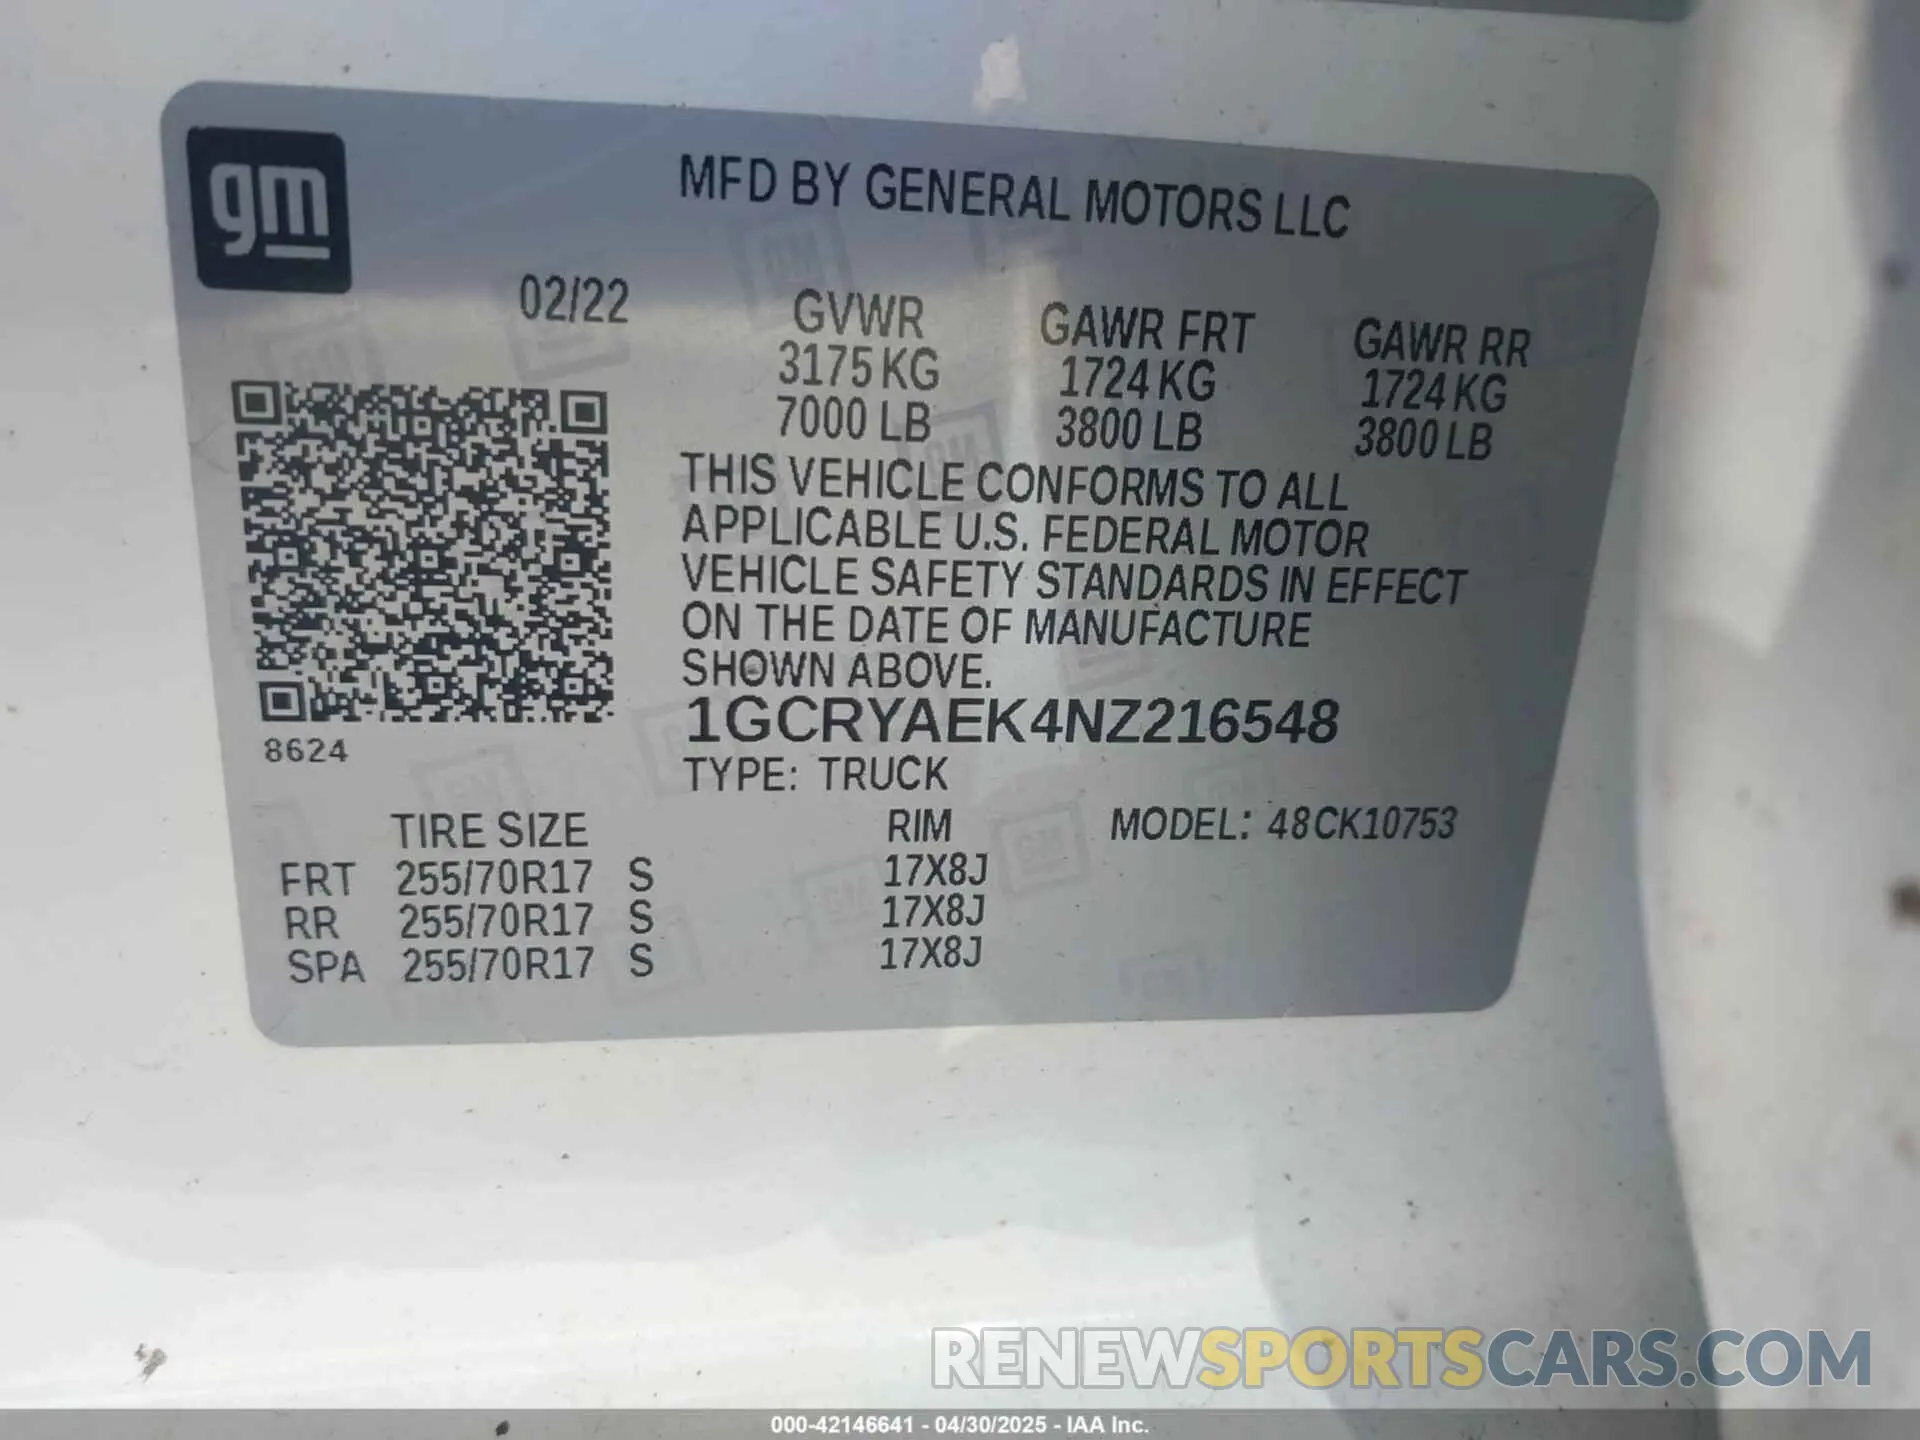 gm
MFD BY GENERAL MOTORS LLC
02/22
GVWR GAWR FRT GAWR RR
3175 KG 1724 KG 1724 KG
7000 LB 3800 LB 3800 LB
THIS VEHICLE CONFORMS TO ALL
APPLICABLE U.S. FEDERAL MOTOR
VEHICLE SAFETY STANDARDS IN EFFECT
ON THE DATE OF MANUFACTURE
SHOWN ABOVE.
1GCRYAEK4NZ216548
8624
TYPE: TRUCK
TIRE SIZE RIM MODEL: 48CK10753
FRT 255/70R17 S 17X8J
RR 255/70R17 S 17X8J
SPA 255/70R17 S 17X8J
RENEWSPORTSCARS.COM
000-42146641 - 04/30/2025 - IAA Inc.